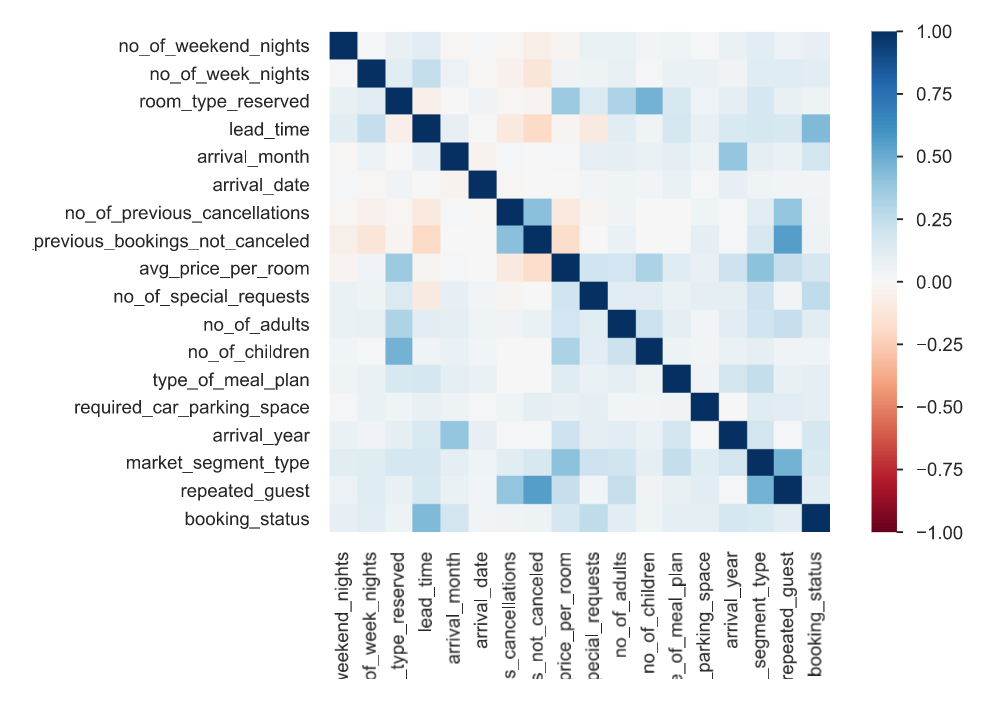 no_of_weekend_nights
no_of_week_nights
room_type_reserved
lead_time
arrival_month
arrival_date
no_of_previous_cancellations
previous_bookings_not_canceled
avg_price_per_room
no_of_special_requests
no_of_adults
no_of_children
type_of_meal_plan
required_car_parking_space
arrival_year
market_segment_type
repeated_guest
booking_status
1.00
0.75
0.50
0.25
0.00
−0.25
−0.50
−0.75
−1.00
weekend_nights
of_week_nights
_type_reserved
lead_time
arrival_month
arrival_date
s_cancellations
s_not_canceled
price_per_room
pecial_requests
no_of_adults
no_of_children
e_of_meal_plan
_parking_space
arrival_year
_segment_type
repeated_guest
booking_status